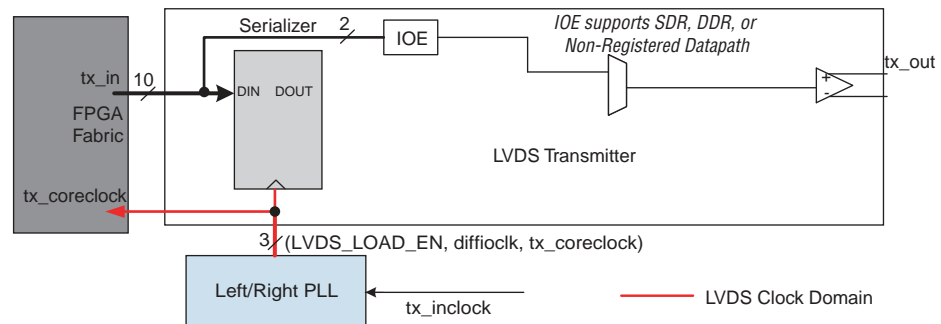 Serializer
2
IOE
IOE supports SDR, DDR, or
Non-Registered Datapath
tx_in
10
DIN DOUT
+
-
tx_out
FPGA
Fabric
LVDS Transmitter
tx_coreclock
3 (LVDS_LOAD_EN, diffioclk, tx_coreclock)
Left/Right PLL
tx_inclock
LVDS Clock Domain